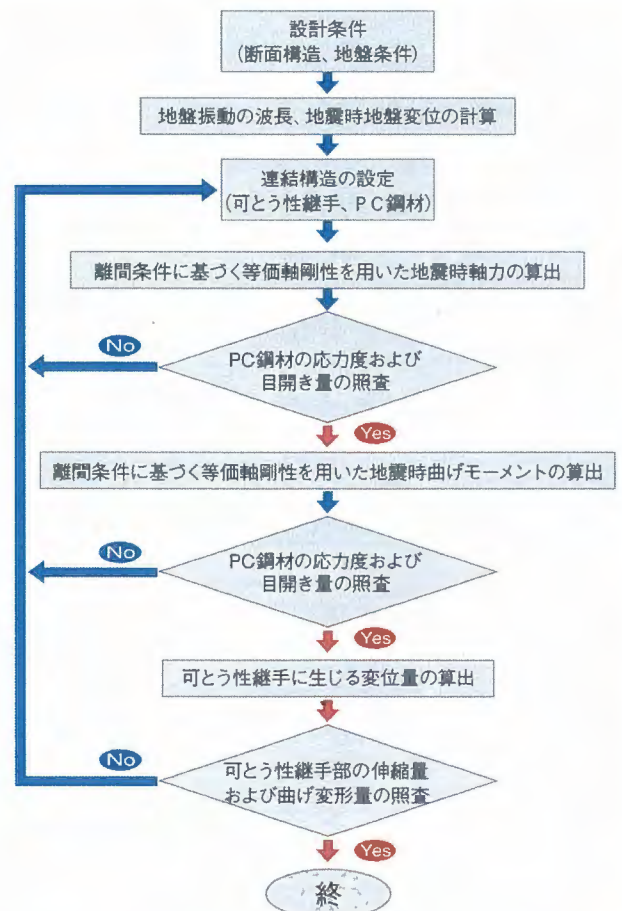 設計条件
(断面構造、地盤条件)
地盤振動の波長、地震時地盤変位の計算
連結構造の設定
(可とう性継手、PC鋼材)
離間条件に基づく等価軸剛性を用いた地震時軸力の算出
No
PC鋼材の応力度および
目開き量の照査
Yes
離間条件に基づく等価軸剛性を用いた地震時曲げモーメントの算出
No
PC鋼材の応力度および
目開き量の照査
Yes
可とう性継手に生じる変位量の算出
No
可とう性継手部の伸縮量
および曲げ変形量の照査
Yes
終